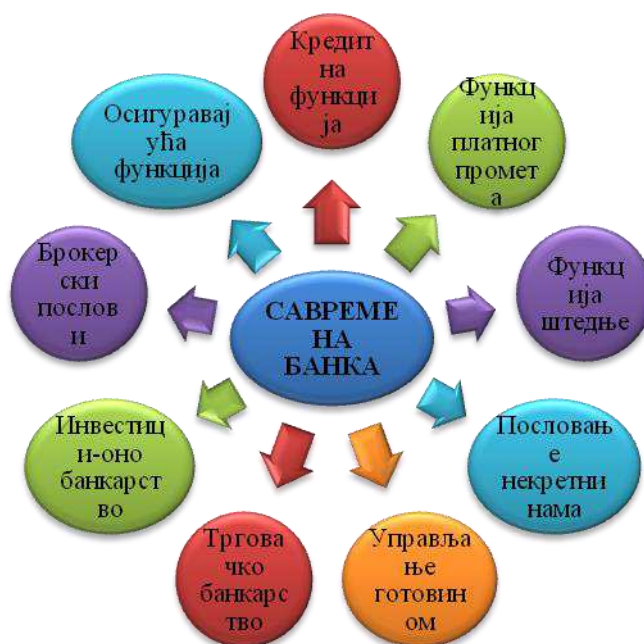 Кредит
на
функци
ја
Функц
ија
платног
промет
а
Функц
ија
штедње
Пословањ
е
некретни
нама
Управља
ње
готовин
ом
Тргова
чко
банкарс
тво
Инвестиц
и-оно
банкарст
во
Брокер
ски
послов
и
Осигуравај
ућа
функција
САВРЕМЕ
НА
БАНКА